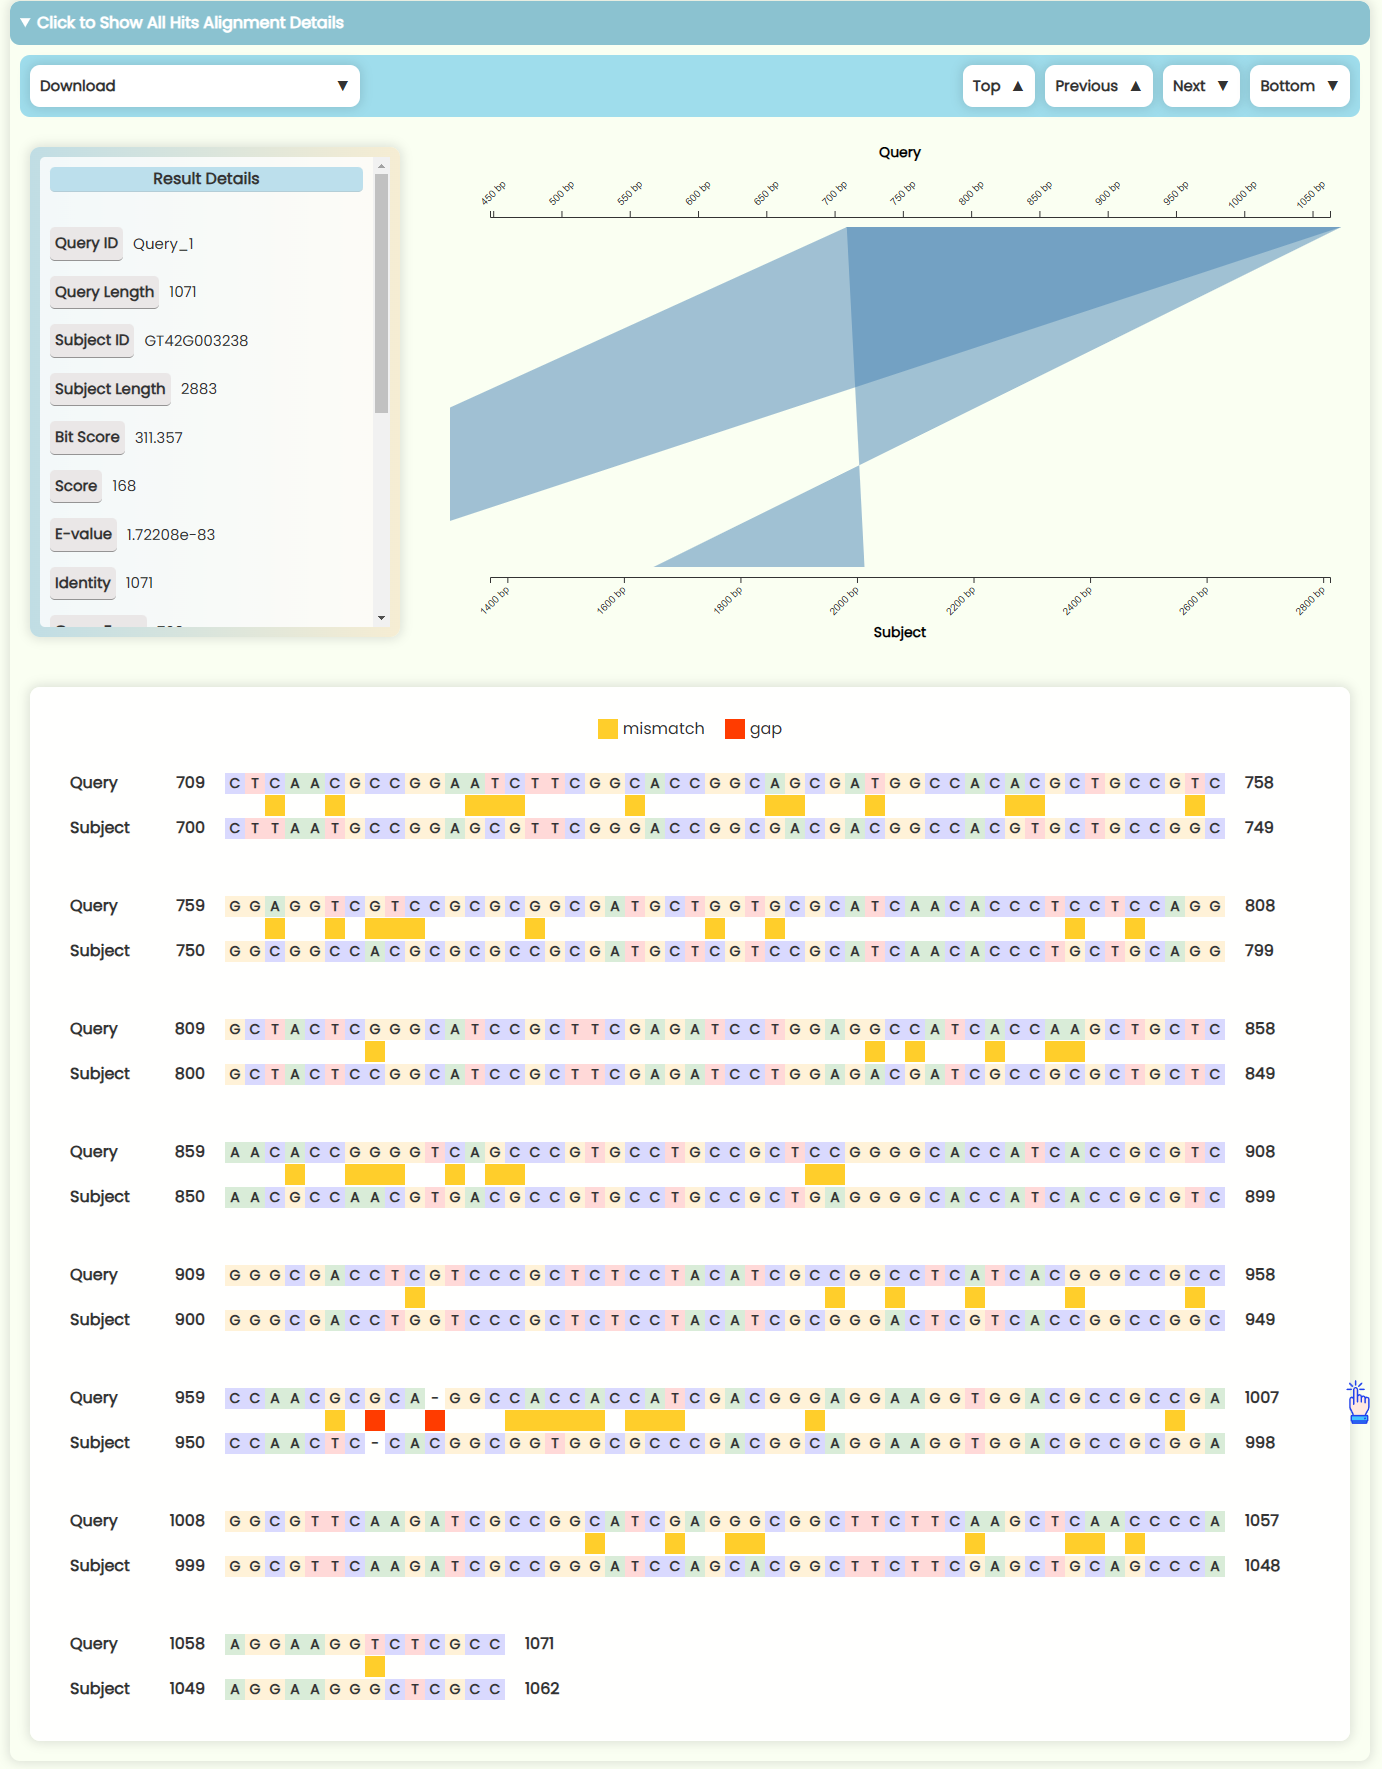 ▼ Click to Show All Hits Alignment Details
Download ▼
Top ▲ Previous ▲ Next ▼ Bottom ▼
Result Details
Query ID Query_1
Query Length 1071
Subject ID GT42G003238
Subject Length 2883
Bit Score 311.357
Score 168
E-value 1.72208e-83
Identity 1071
Query
450 bp 500 bp 550 bp 600 bp 650 bp 700 bp 750 bp 800 bp 850 bp 900 bp 950 bp 1000 bp 1050 bp
1400 bp 1600 bp 1800 bp 2000 bp 2200 bp 2400 bp 2600 bp 2800 bp
Subject
mismatch gap
Query 709 CTCAACGCCGGAATCTTCGGCACCGGCAGCGATGGCCACACGCTGCCGTC 758
Subject 700 CTTAATGCCGGAGCGTTCGGGACCGGCGACGACGGCCACGTGCTGCCGGC 749
Query 759 GGAGGTCGTCCGCGCGGCGATGCTGGTGCGCATCAACACCCTCCTCCAGG 808
Subject 750 GGCGGCCACGCGCGCCGCGATGCTCGTCCGCATCAACACCCTGCTGCAGG 799
Query 809 GCTACTCGGGCATCCGCTTCGAGATCCTGGAGGCCATCACCAAGCTGCTC 858
Subject 800 GCTACTCCGGCATCCGCTTCGAGATCCTGGAGACGATCGCCGCGCTGCTC 849
Query 859 AACACCGGGGTCAGCCCGTGCCTGCCGCTCCGGGGCACCATCACCGCGTC 908
Subject 850 AACGCCAACGTGACGCCGTGCCTGCCGCTGAGGGGCACCATCACCGCGTC 899
Query 909 GGGCGACCTCGTCCCGCTCTCCTACATCGCCGGCCTCATCACGGGCCGCC 958
Subject 900 GGGCGACCTGGTCCCGCTCTCCTACATCGCGGGACTCGTCACCGGCCGGC 949
Query 959 CCAACGCGCA-GGCCACCACCATCGACGGGAGGAAGGTGGACGCCGCCGA 1007
Subject 950 CCAACTC-CACGGCGGTGGCGCCCGACGGCAGGAAGGTGGACGCCGCGGA 998
Query 1008 GGCGTTCAAGATCGCCGGCATCGAGGGCGGCTTCTTCAAGCTCAACCCCA 1057
Subject 999 GGCGTTCAAGATCGCCGGGATCCAGCACGGCTTCTTCGAGCTGCAGCCCA 1048
Query 1058 AGGAAGGTCTCGCC 1071
Subject 1049 AGGAAGGGCTCGCC 1062